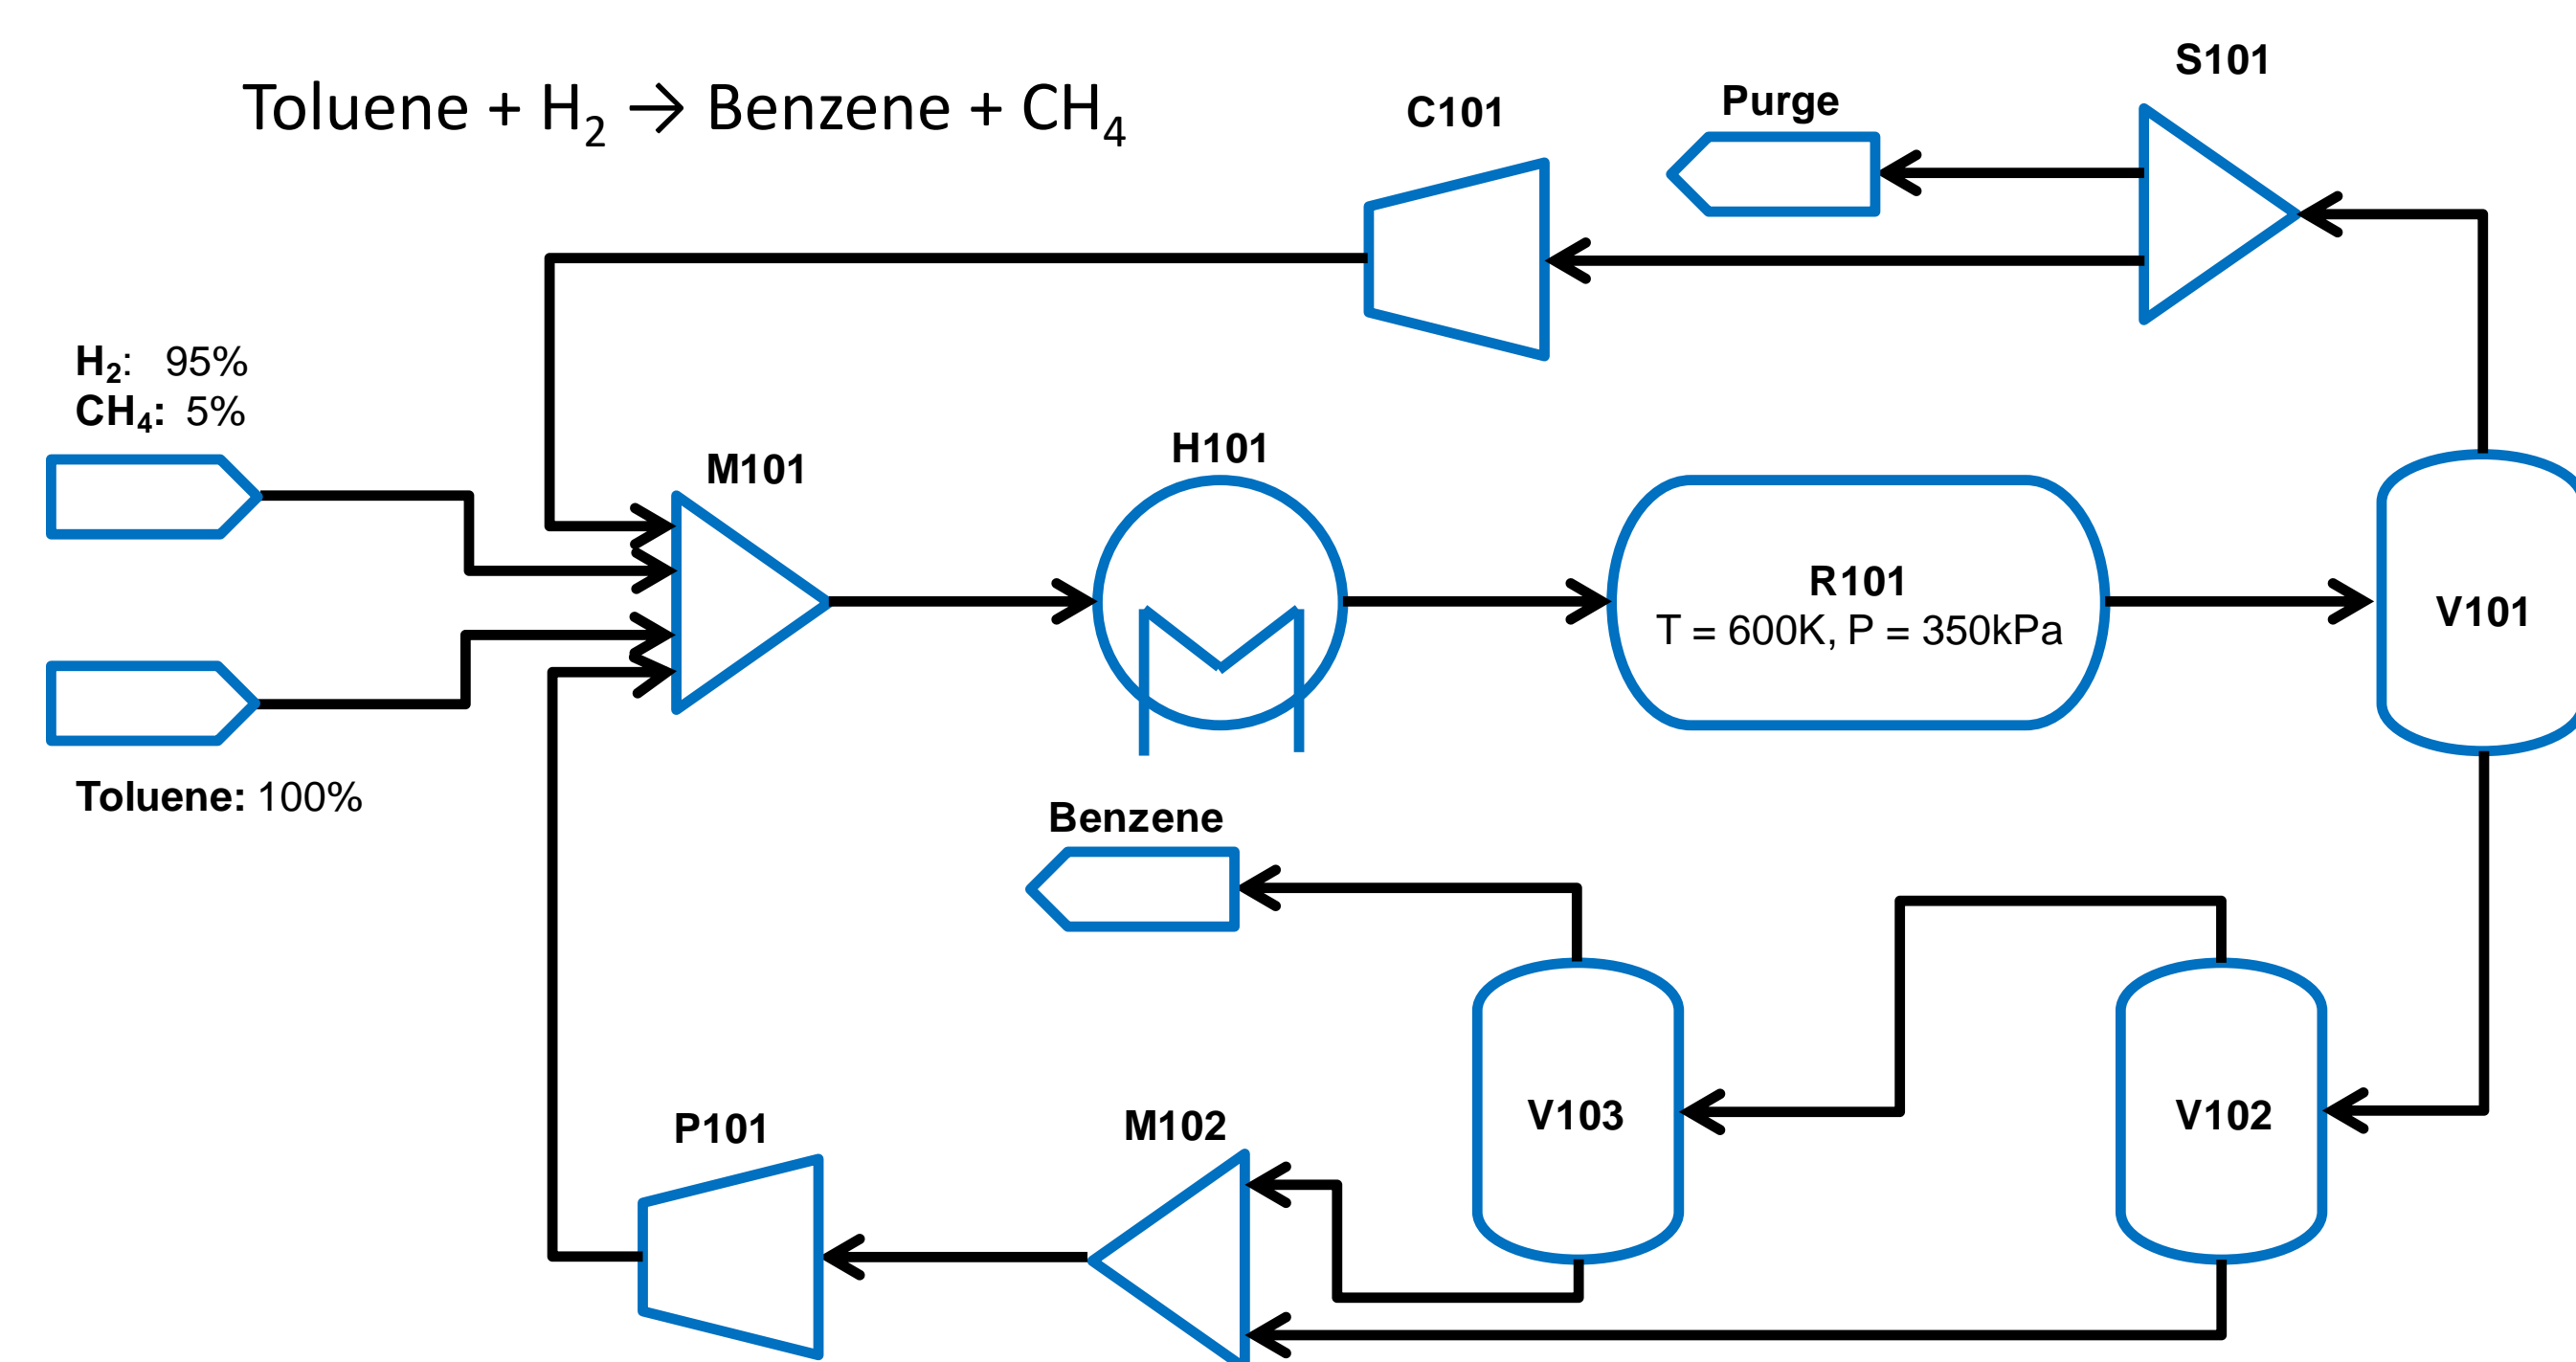 Toluene + H₂ → Benzene + CH₄
S101
Purge
C101
H₂: 95%
CH₄: 5%
M101
H101
R101
T = 600K, P = 350kPa
V101
Toluene: 100%
Benzene
V103
V102
P101
M102